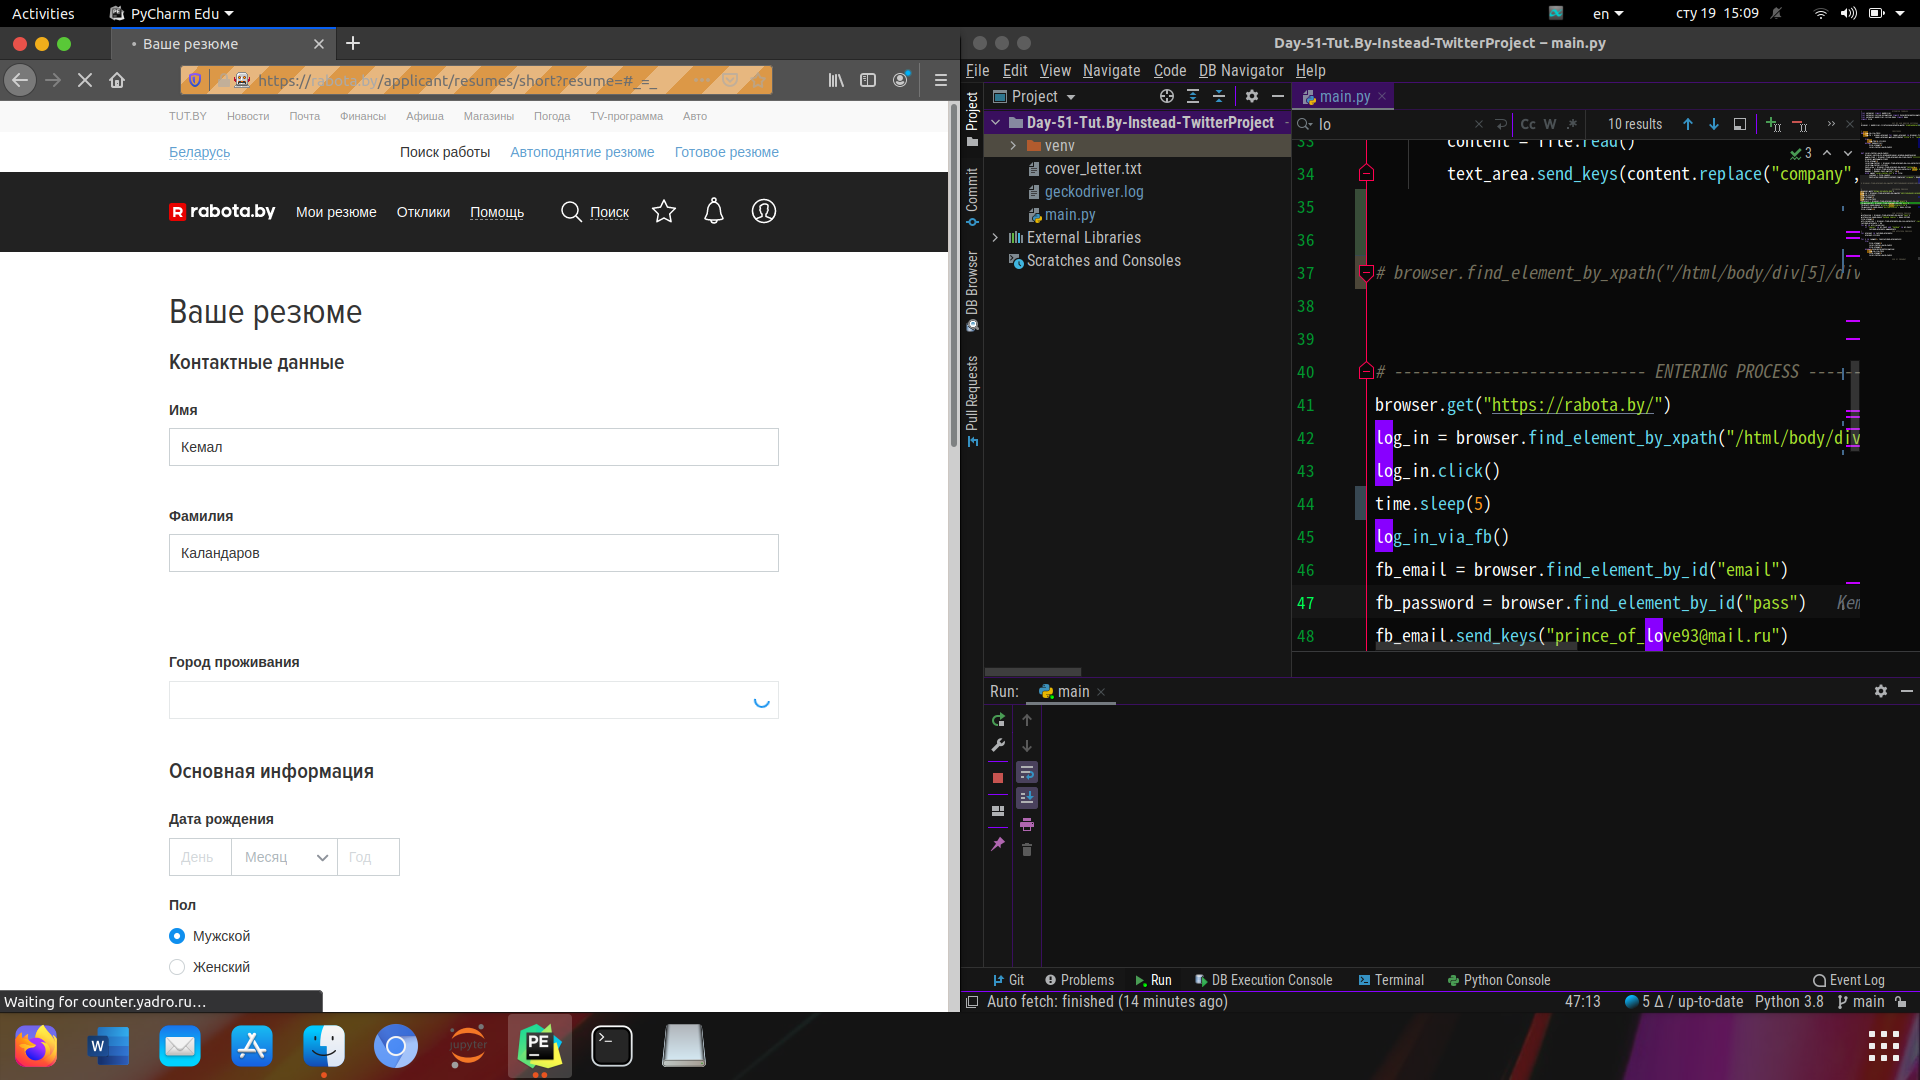 Activities
PyCharm Edu
en
сту 19 15:09
Ваше резюме
https://rabota.by/applicant/resumes/short?resume=#_=_
TUT.BY Новости Почта Финансы Афиша Магазины Погода TV-программа Авто
Беларусь Поиск работы Автоподнятие резюме Готовое резюме
rabota.by Мои резюме Отклики Помощь Поиск
Ваше резюме
Контактные данные
Имя
Кемал
Фамилия
Каландаров
Город проживания
Основная информация
Дата рождения
День Месяц Год
Пол
Мужской
Женский
Waiting for counter.yadro.ru…
Day-51-Tut.By-Instead-TwitterProject – main.py
File Edit View Navigate Code DB Navigator Help
Project
main.py
Project
Commit
DB Browser
Pull Requests
Day-51-Tut.By-Instead-TwitterProject
venv
cover_letter.txt
geckodriver.log
main.py
External Libraries
Scratches and Consoles
lo
Cc W .*
10 results
3
33 content = file.read()
34 text_area.send_keys(content.replace("company",
35
36
37 # browser.find_element_by_xpath("/html/body/div[5]/div
38
39
40 # ---------------------------- ENTERING PROCESS ------
41 browser.get("https://rabota.by/")
42 log_in = browser.find_element_by_xpath("/html/body/div
43 log_in.click()
44 time.sleep(5)
45 log_in_via_fb()
46 fb_email = browser.find_element_by_id("email")
47 fb_password = browser.find_element_by_id("pass") Kem
48 fb_email.send_keys("prince_of_love93@mail.ru")
Run: main
Git Problems Run DB Execution Console Terminal Python Console Event Log
Auto fetch: finished (14 minutes ago) 47:13 5 Δ / up-to-date Python 3.8 main
W
jupyter
PE